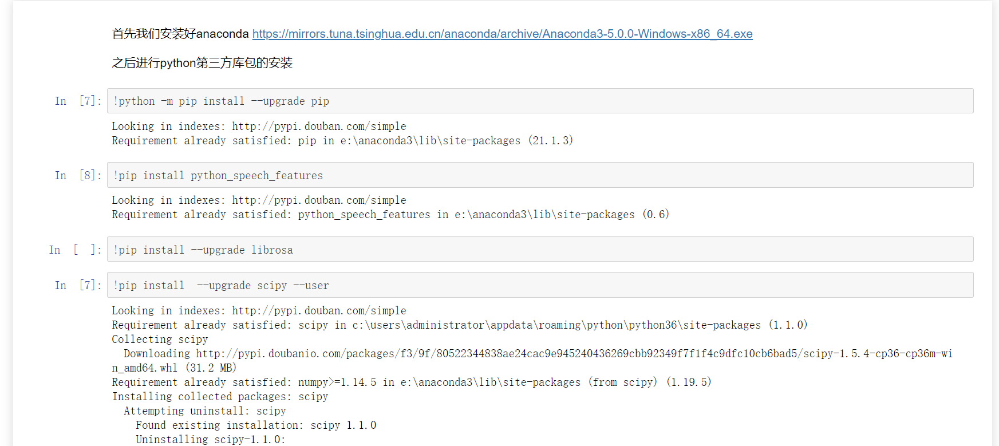 首先我们安装好anaconda https://mirrors.tuna.tsinghua.edu.cn/anaconda/archive/Anaconda3-5.0.0-Windows-x86_64.exe
之后进行python第三方库包的安装
In [7]: !python -m pip install --upgrade pip
Looking in indexes: http://pypi.douban.com/simple
Requirement already satisfied: pip in e:\anaconda3\lib\site-packages (21.1.3)
In [8]: !pip install python_speech_features
Looking in indexes: http://pypi.douban.com/simple
Requirement already satisfied: python_speech_features in e:\anaconda3\lib\site-packages (0.6)
In [ ]: !pip install --upgrade librosa
In [7]: !pip install  --upgrade scipy --user
Looking in indexes: http://pypi.douban.com/simple
Requirement already satisfied: scipy in c:\users\administrator\appdata\roaming\python\python36\site-packages (1.1.0)
Collecting scipy
  Downloading http://pypi.doubanio.com/packages/f3/9f/80522344838ae24cac9e945240436269cbb92349f7f1f4c9dfc10cb6bad5/scipy-1.5.4-cp36-cp36m-wi
n_amd64.whl (31.2 MB)
Requirement already satisfied: numpy>=1.14.5 in e:\anaconda3\lib\site-packages (from scipy) (1.19.5)
Installing collected packages: scipy
  Attempting uninstall: scipy
    Found existing installation: scipy 1.1.0
    Uninstalling scipy-1.1.0: